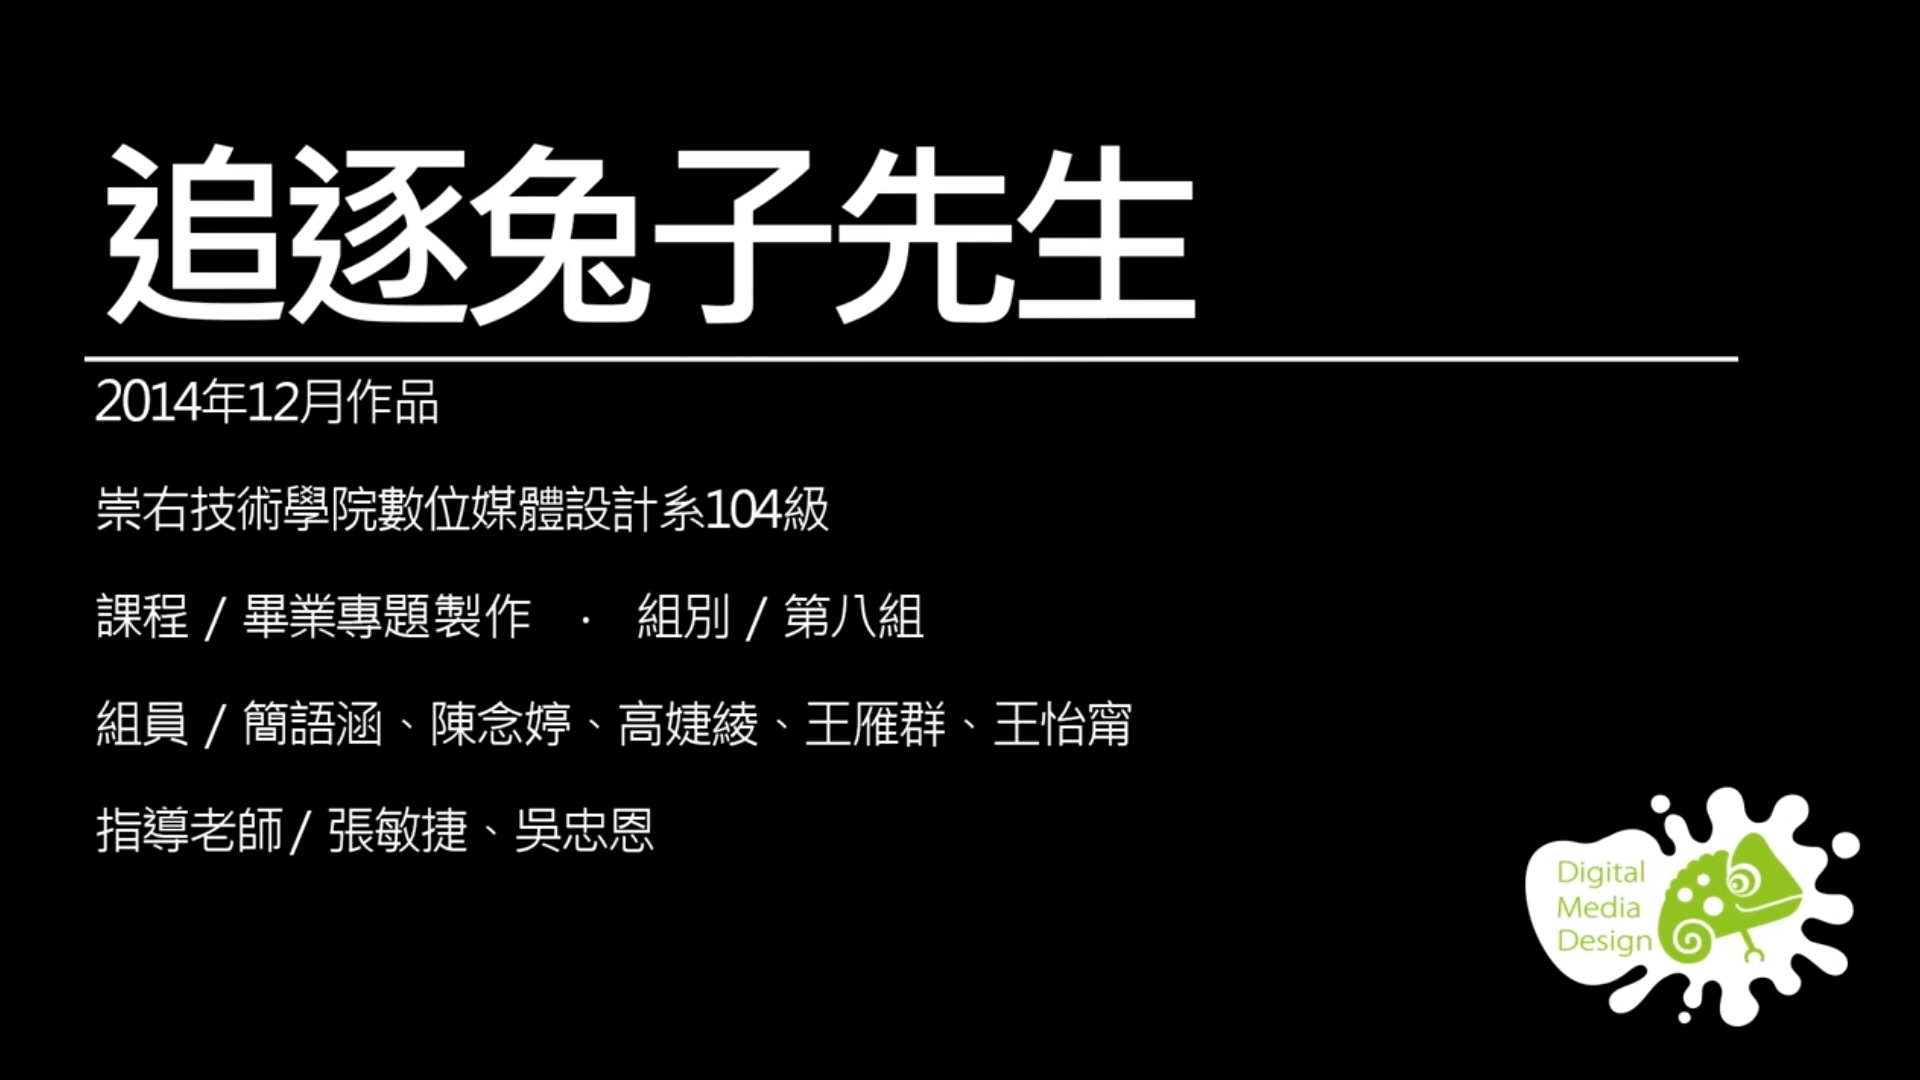 追逐兔子先生
2014年12月作品
崇右技術學院數位媒體設計系104級
課程 / 畢業專題製作 · 組別 / 第八組
組員 / 簡語涵、陳念婷、高婕綾、王雁群、王怡甯
指導老師/ 張敏捷、吳忠恩
Digital
Media
Design